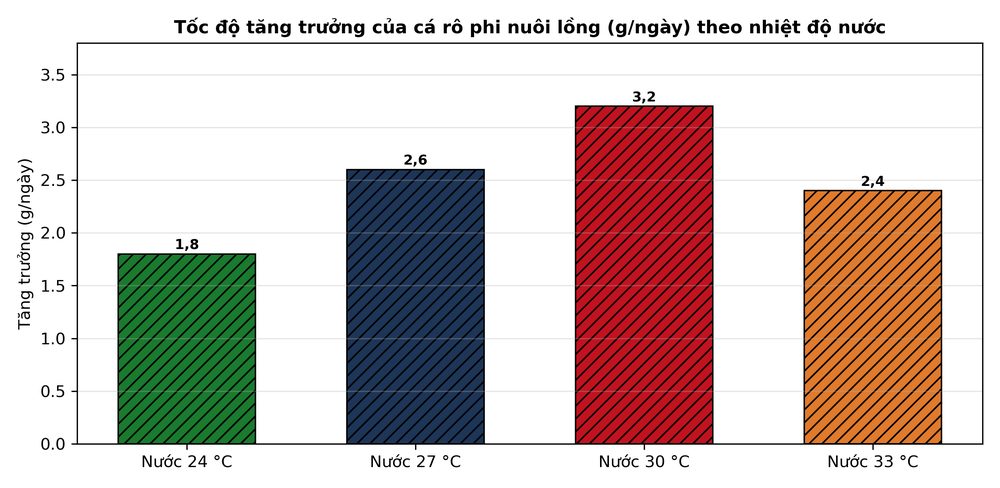 Tốc độ tăng trưởng của cá rô phi nuôi lồng (g/ngày) theo nhiệt độ nước
Tăng trưởng (g/ngày)
3.5
3.0
2.5
2.0
1.5
1.0
0.5
0.0
1,8
2,6
3,2
2,4
Nước 24 °C
Nước 27 °C
Nước 30 °C
Nước 33 °C